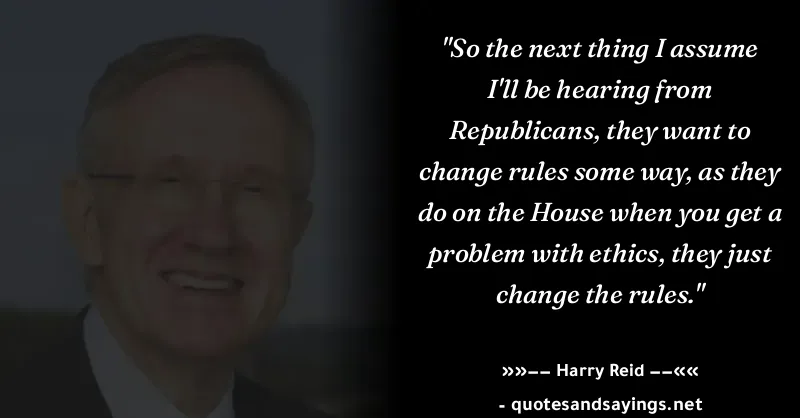 "So the next thing I assume
I'll be hearing from
Republicans, they want to
change rules some way, as they
do on the House when you get a
problem with ethics, they just
change the rules."
»»–– Harry Reid ––««
- quotesandsayings.net